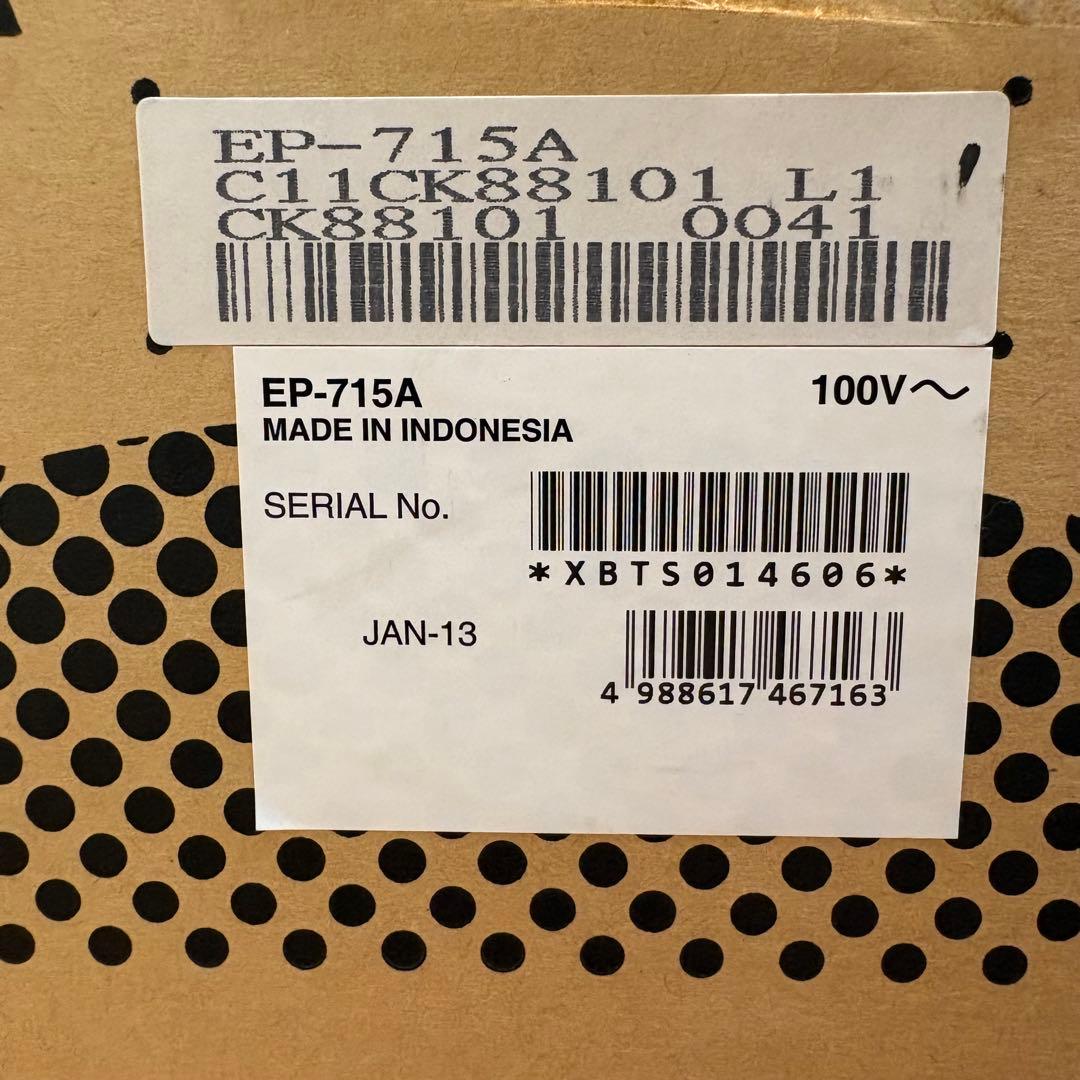 EP-715A
C11CK88101 L1
CK88101 0041
EP-715A 100V〜
MADE IN INDONESIA
SERIAL No.
*XBTS014606*
JAN-13
4 988617 467163